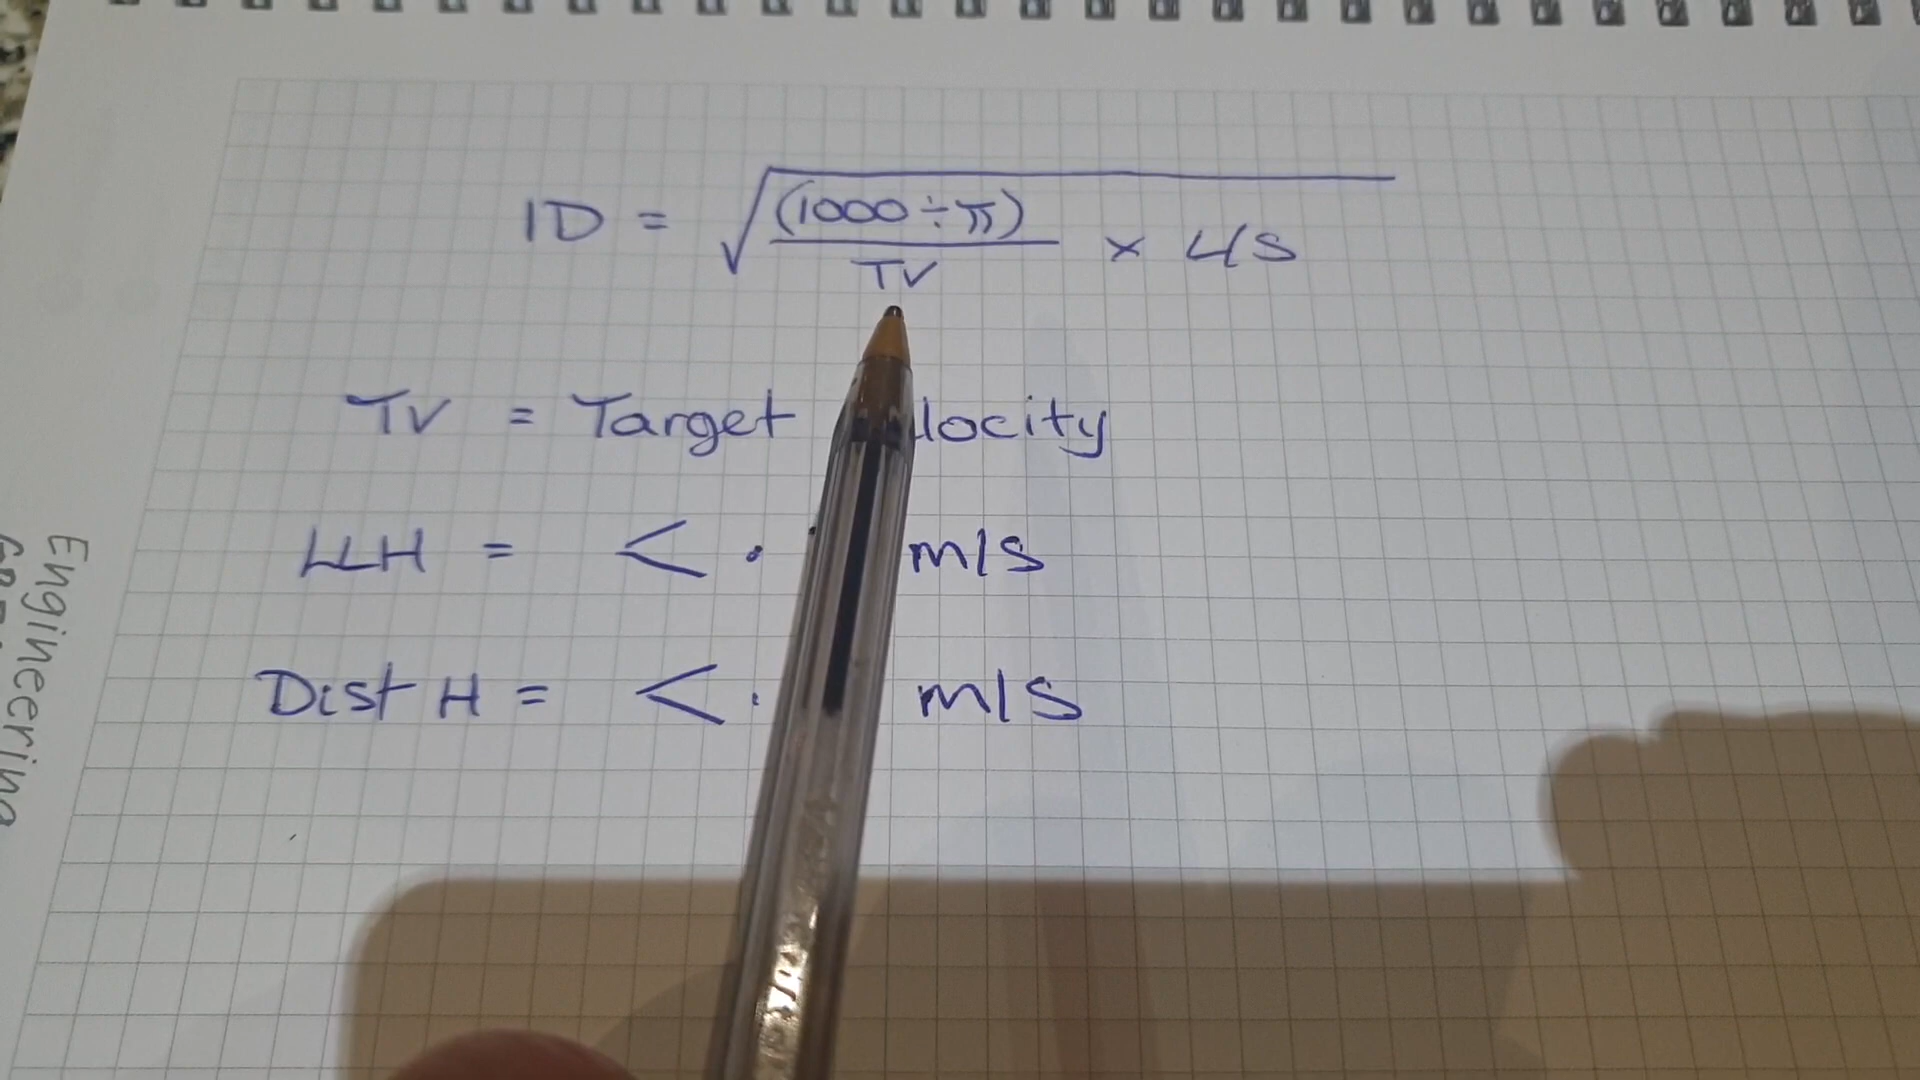 ID = √((1000÷π)/TV × 4S)
TV = Target locity
LLH = < . m/s
Dist H = < . m/s
Engineering